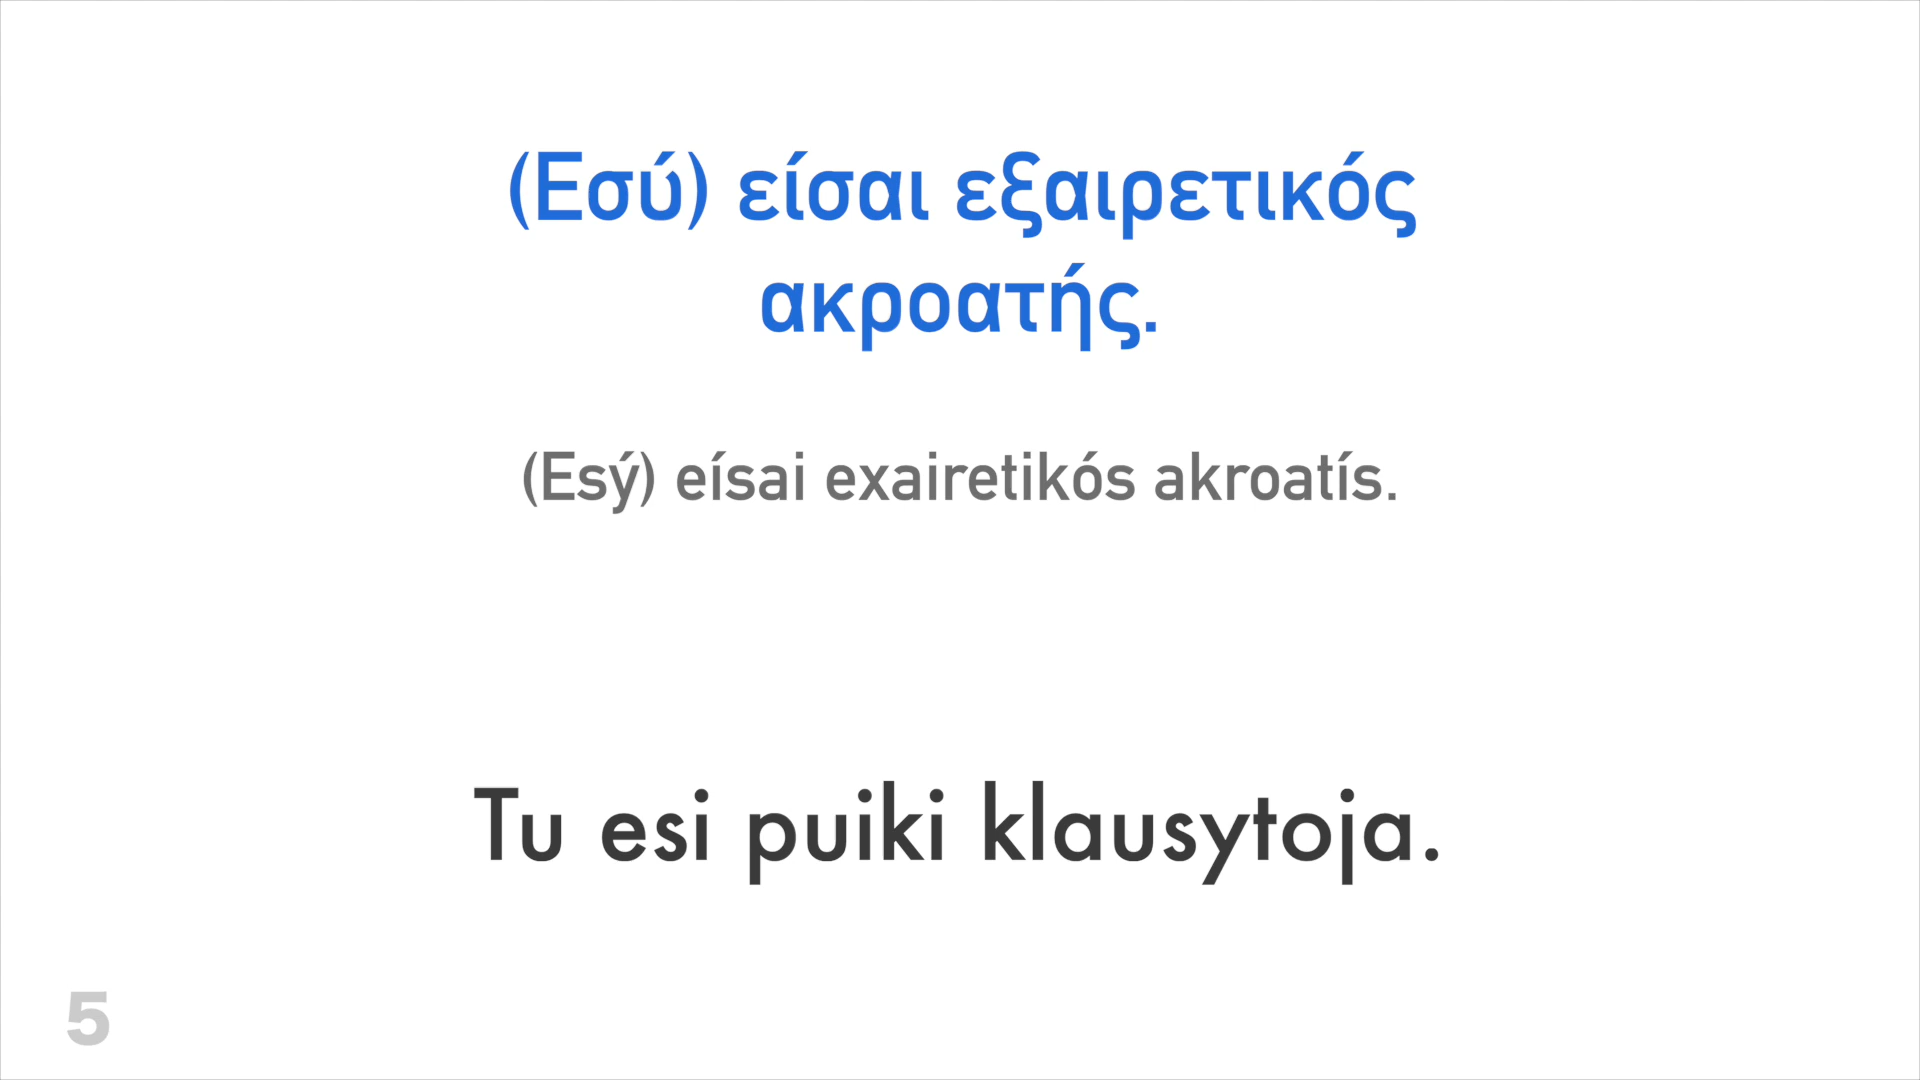 (Εσύ) είσαι εξαιρετικός
ακροατής.
(Esý) eísai exairetikós akroatís.
Tu esi puiki klausytoja.
5